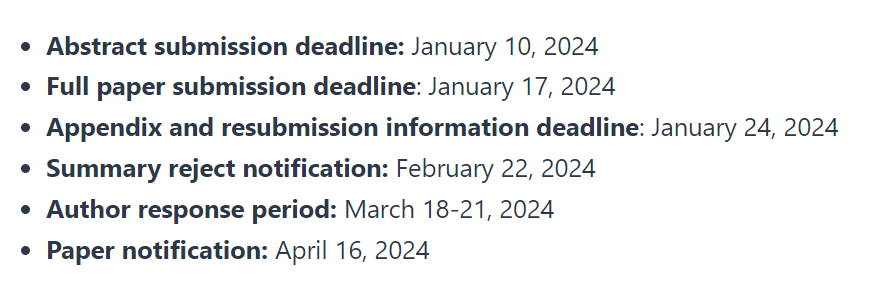 • Abstract submission deadline: January 10, 2024
• Full paper submission deadline: January 17, 2024
• Appendix and resubmission information deadline: January 24, 2024
• Summary reject notification: February 22, 2024
• Author response period: March 18-21, 2024
• Paper notification: April 16, 2024